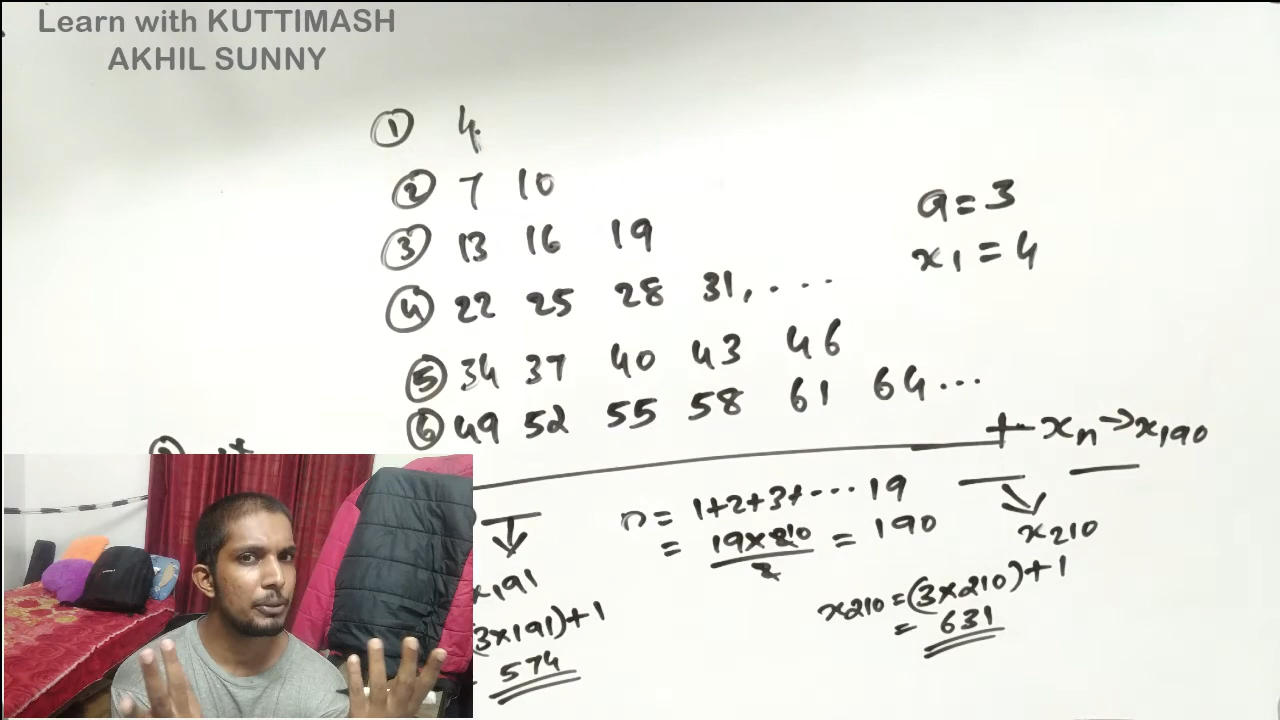 Learn with KUTTIMASH
AKHIL SUNNY
① 4
② 7 10
③ 13 16 19
④ 22 25 28 31, ...
⑤ 34 37 40 43 46
⑥ 49 52 55 58 61 64 ...
a = 3
x₁ = 4
xₙ → x₁₉₀
n = 1+2+3+ ... 19
= 19×20/2 = 190
x₁₉₁
3×191)+1
574
x₂₁₀
x₂₁₀ = (3×210)+1
= 631